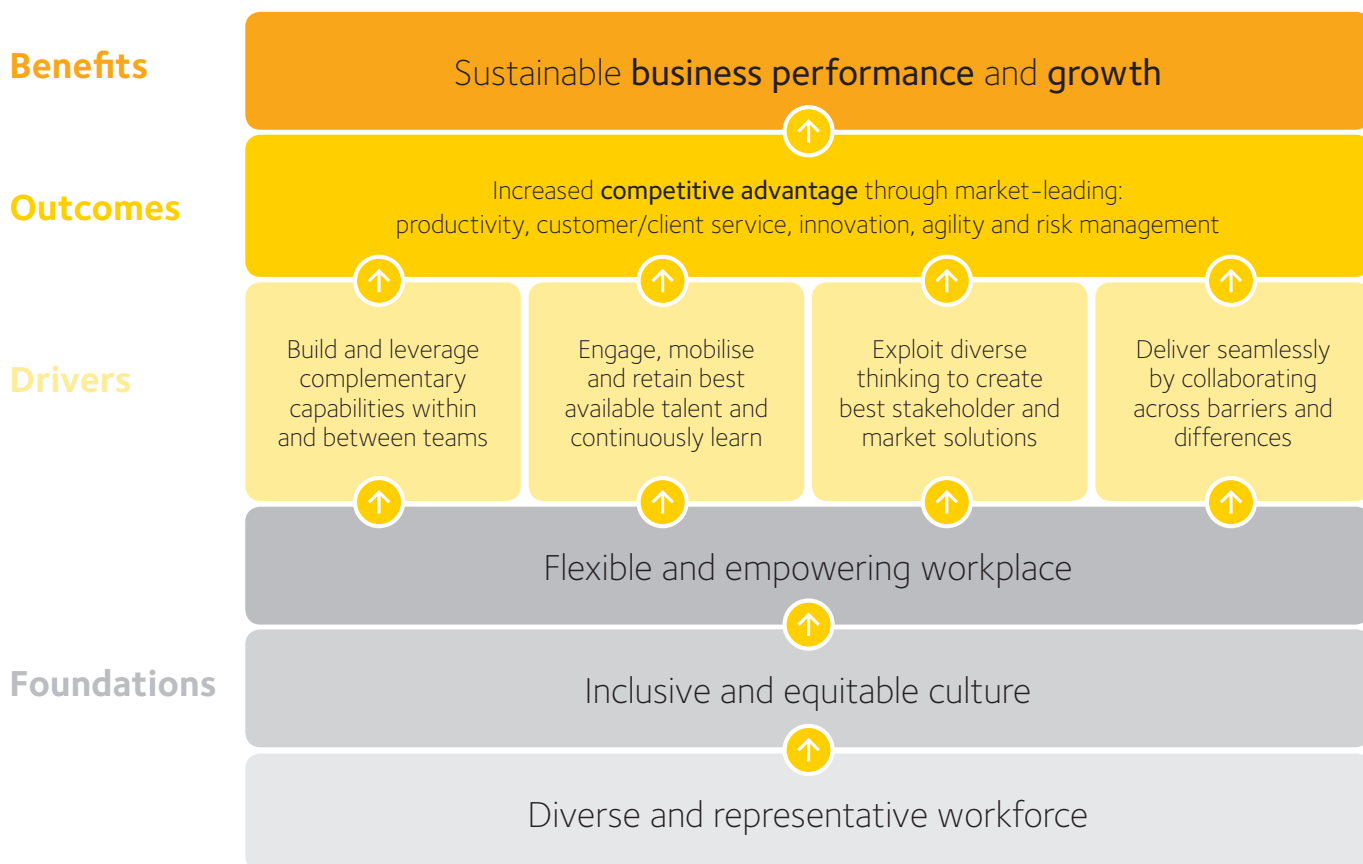 Benefits
Sustainable business performance and growth
Outcomes
Increased competitive advantage through market-leading:
productivity, customer/client service, innovation, agility and risk management
Drivers
Build and leverage
complementary
capabilities within
and between teams
Engage, mobilise
and retain best
available talent and
continuously learn
Exploit diverse
thinking to create
best stakeholder and
market solutions
Deliver seamlessly
by collaborating
across barriers and
differences
Flexible and empowering workplace
Foundations
Inclusive and equitable culture
Diverse and representative workforce